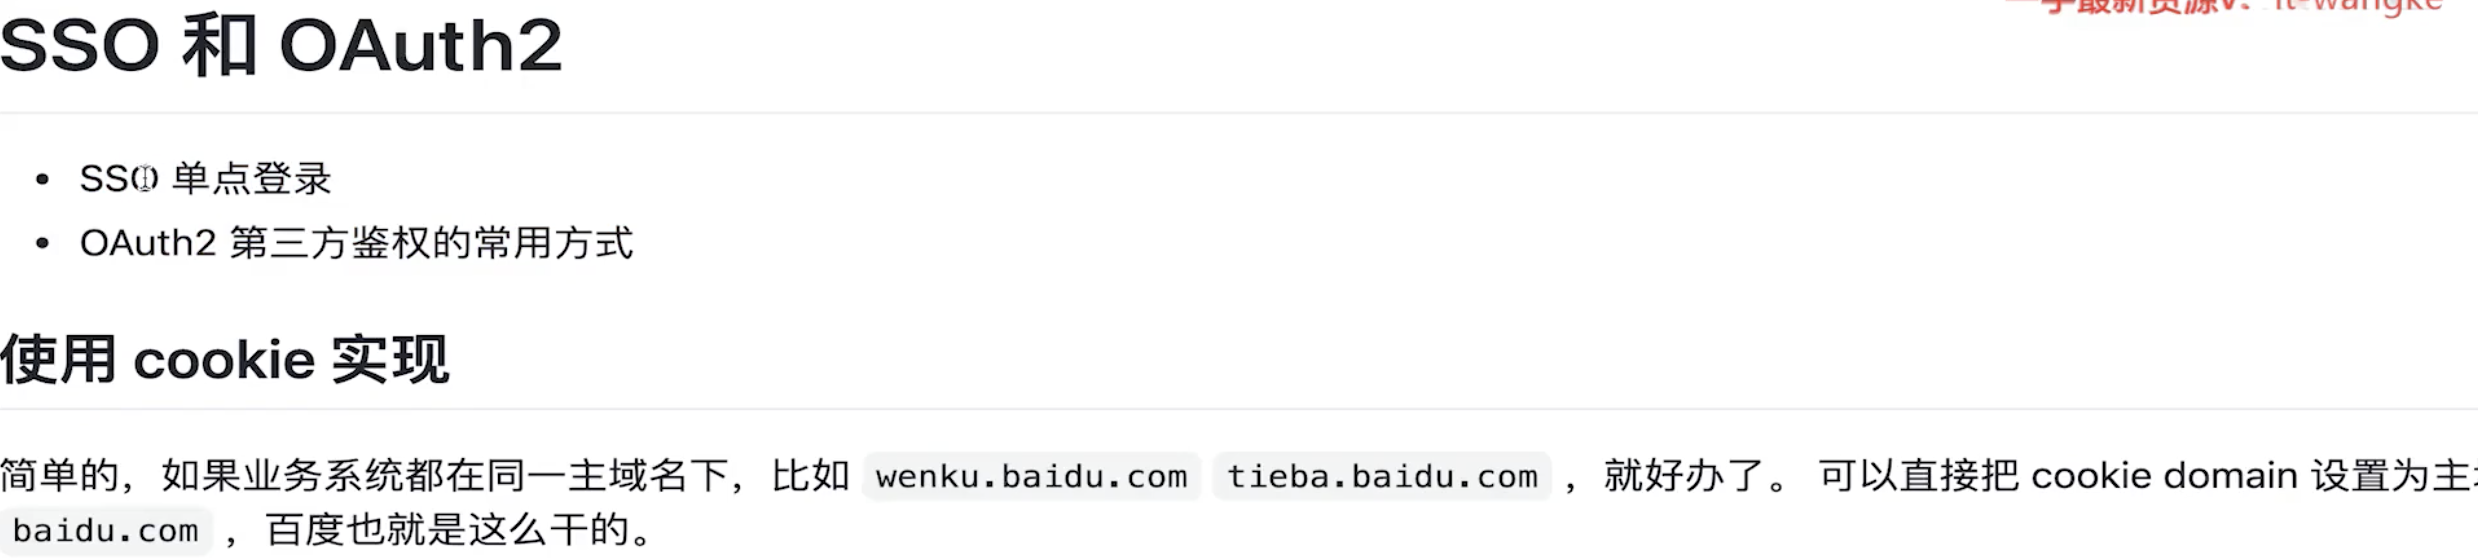 SSO 和 OAuth2
SSO 单点登录
OAuth2 第三方鉴权的常用方式
使用 cookie 实现
简单的，如果业务系统都在同一主域名下，比如 wenku.baidu.com tieba.baidu.com ，就好办了。 可以直接把 cookie domain 设置为主
baidu.com ，百度也就是这么干的。